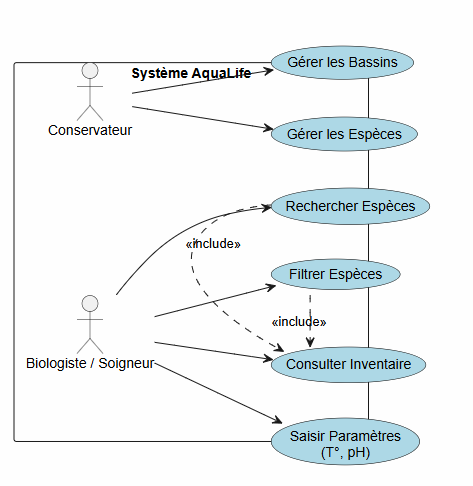 Gérer les Bassins
Système AquaLife
Conservateur
Gérer les Espèces
Rechercher Espèces
«include»
Filtrer Espèces
«include»
Biologiste / Soigneur
Consulter Inventaire
Saisir Paramètres
(T°, pH)